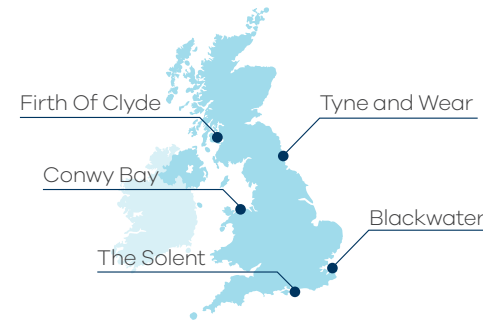 Firth Of Clyde
Tyne and Wear
Conwy Bay
Blackwater
The Solent